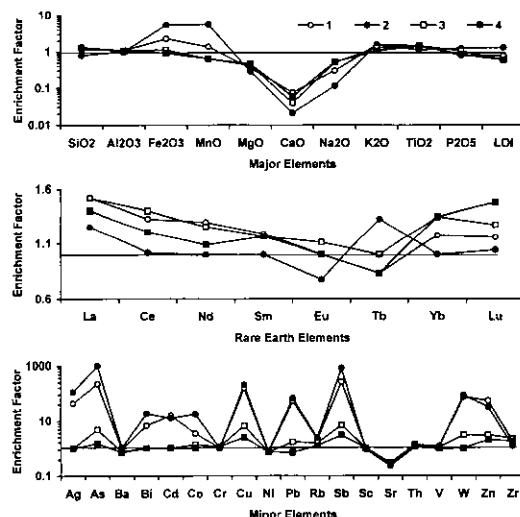 1 2 3 4
Enrichment Factor
10
1
0.1
0.01
SiO2 Al2O3 Fe2O3 MnO MgO CaO Na2O K2O TiO2 P2O5 LOI
Major Elements
Enrichment Factor
1.6
1.1
0.6
La Ce Nd Sm Eu Tb Yb Lu
Rare Earth Elements
Enrichment Factor
1000
10
0.1
Ag As Ba Bi Cd Co Cr Cu Ni Pb Rb Sb Sc Sr Th V W Zn Zr
Minor Elements